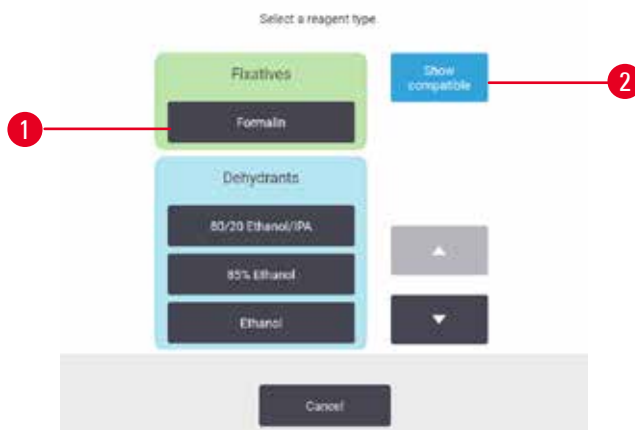 Select a reagent type.
Fixatives
Show
compatible
2
1
Formalin
Dehydrants
80/20 Ethanol/IPA
85% Ethanol
Ethanol
Cancel